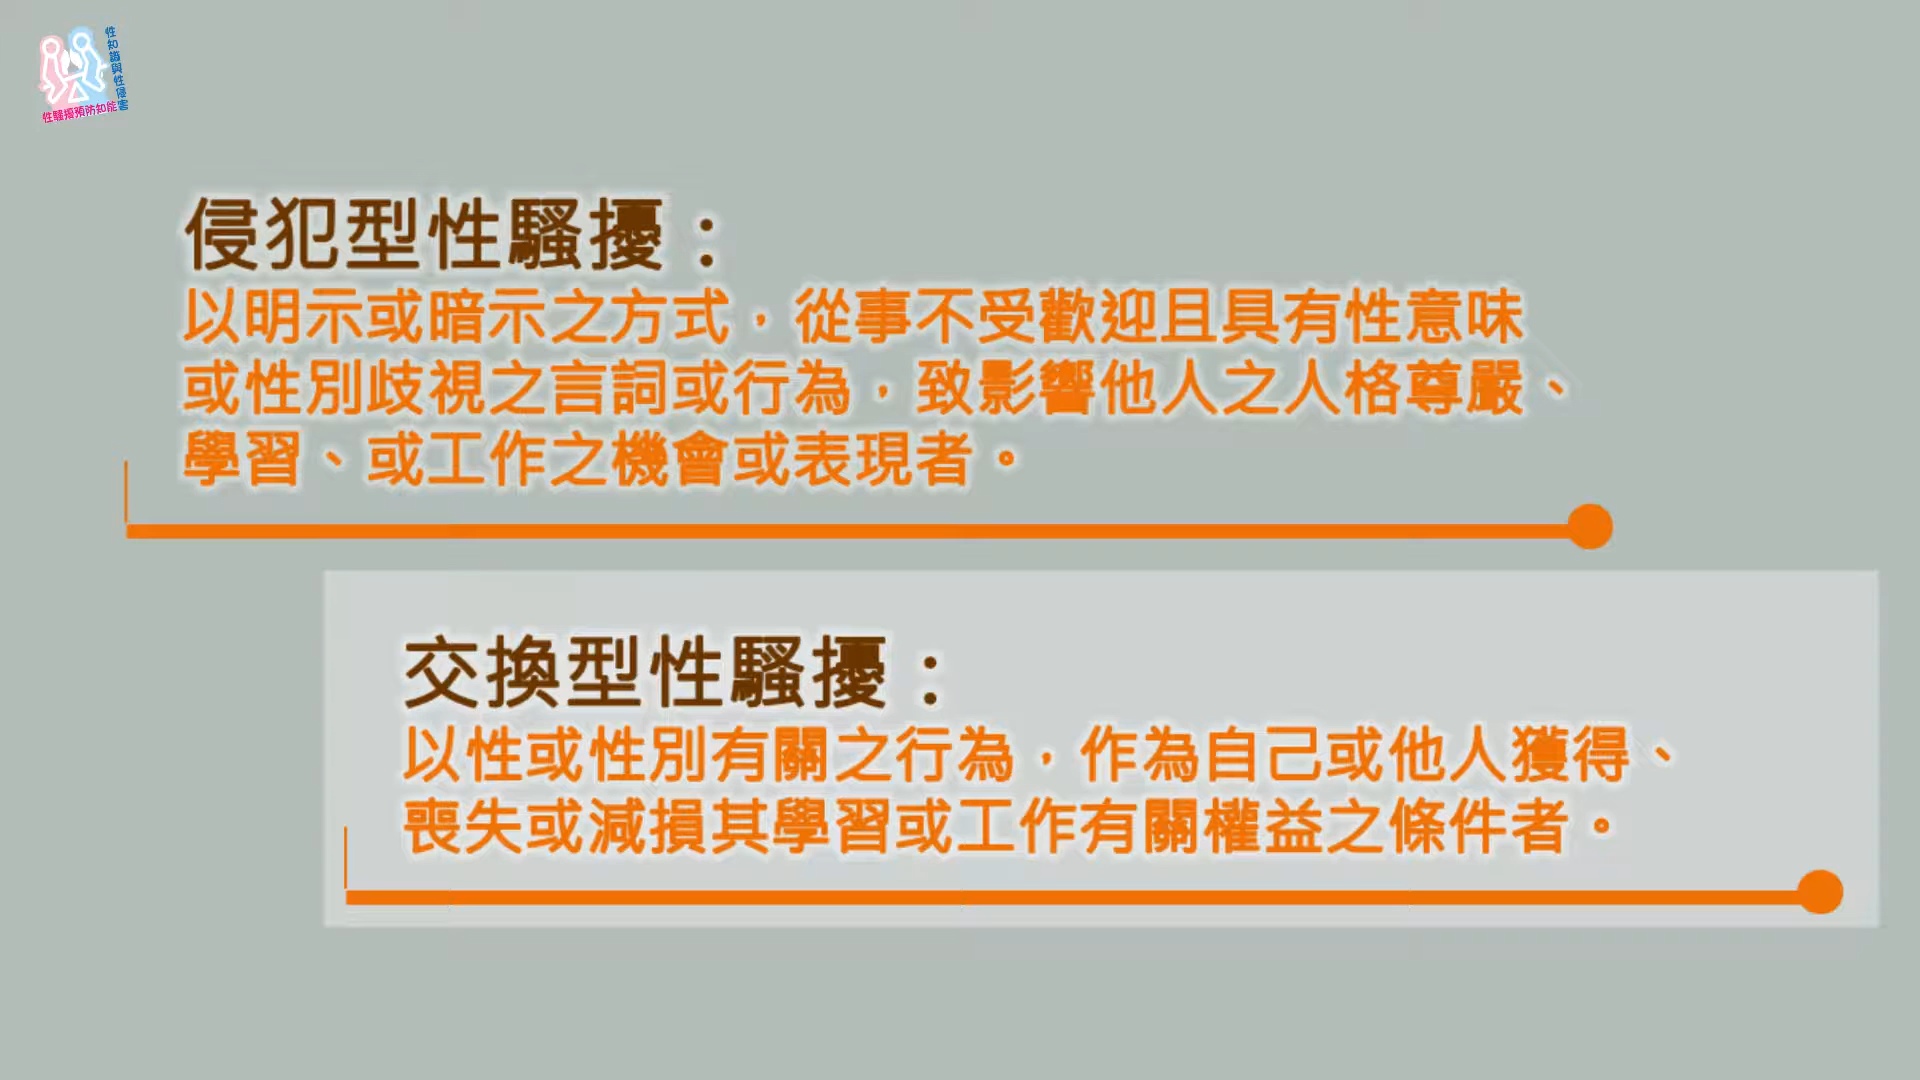 性知識與性侵害
性騷擾預防知能
侵犯型性騷擾：
以明示或暗示之方式，從事不受歡迎且具有性意味
或性別歧視之言詞或行為，致影響他人之人格尊嚴、
學習、或工作之機會或表現者。
交換型性騷擾：
以性或性別有關之行為，作為自己或他人獲得、
喪失或減損其學習或工作有關權益之條件者。